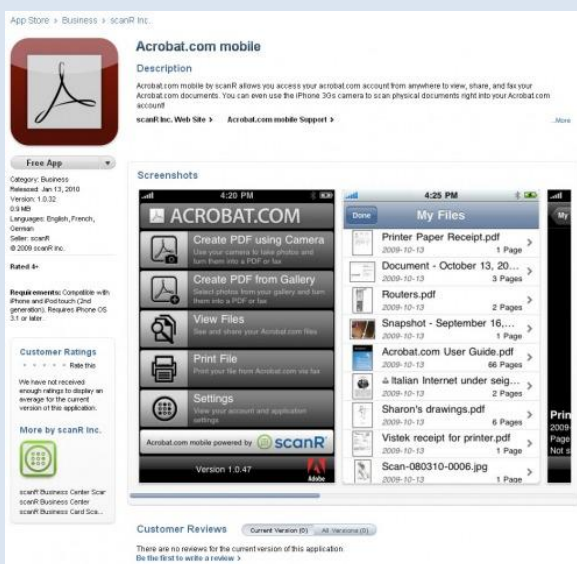 App Store > Business > scanR Inc.
Acrobat.com mobile
Description
Acrobat.com mobile by scanR allows you access your acrobat.com account from anywhere to view, share, and fax your
Acrobat.com documents. You can even use the iPhone 3Gs camera to scan physical documents right into your Acrobat.com
account!
scanR Inc. Web Site > Acrobat.com mobile Support >
...More
Free App
Category: Business
Released: Jan 13, 2010
Version: 1.0.32
0.9 MB
Languages: English, French,
German
Seller: scanR
© 2009 scanR Inc.
Rated 4+
Requirements: Compatible with
iPhone and iPod touch (2nd
generation). Requires iPhone OS
3.1 or later.
Customer Ratings
Rate this
We have not received
enough ratings to display an
average for the current
version of this application.
More by scanR Inc.
scanR Business Center Scan
scanR Business Center
scanR Business Card Sca...
Screenshots
4:20 PM
ACROBAT.COM
Create PDF using Camera
Use your camera to take photos and
turn them into a PDF or fax
Create PDF from Gallery
Select photos from your gallery and turn
them into a PDF or fax
View Files
See and share your Acrobat.com files
Print File
Print your file from Acrobat.com via fax
Settings
View your account and application
settings
Acrobat.com mobile powered by scanR
Version 1.0.47
Adobe
4:25 PM
Done
My Files
Printer Paper Receipt.pdf
2009-10-13 1 Page
Document - October 13, 20...
2009-10-13 3 Pages
Routers.pdf
2009-10-13 2 Pages
Snapshot - September 16,...
2009-10-13 1 Page
Acrobat.com User Guide.pdf
2009-10-13 66 Pages
Italian Internet under seig...
2009-10-13 2 Pages
Sharon's drawings.pdf
2009-10-13 6 Pages
Vistek receipt for printer.pdf
2009-10-13 1 Page
Scan-080310-0006.jpg
2009-10-13 1 Page
My
Prin
2009-
Page
Not s
Customer Reviews
Current Version (0)
All Versions (0)
There are no reviews for the current version of this application.
Be the first to write a review >